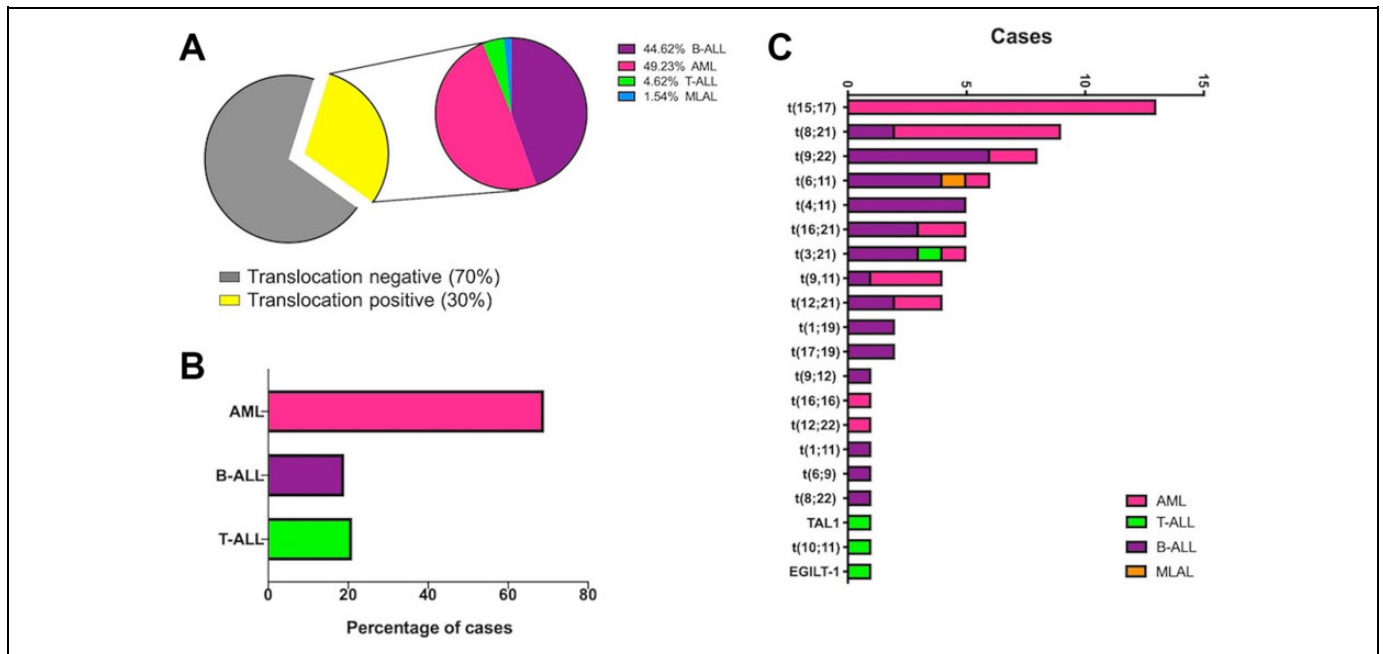 A
44.62% B-ALL
49.23% AML
4.62% T-ALL
1.54% MLAL
Translocation negative (70%)
Translocation positive (30%)
B
AML
B-ALL
T-ALL
0 20 40 60 80
Percentage of cases
C
Cases
0 5 10 15
t(15;17)
t(8;21)
t(9;22)
t(6;11)
t(4;11)
t(16;21)
t(3;21)
t(9,11)
t(12;21)
t(1;19)
t(17;19)
t(9;12)
t(16;16)
t(12;22)
t(1;11)
t(6;9)
t(8;22)
TAL1
t(10;11)
EGILT-1
AML
T-ALL
B-ALL
MLAL